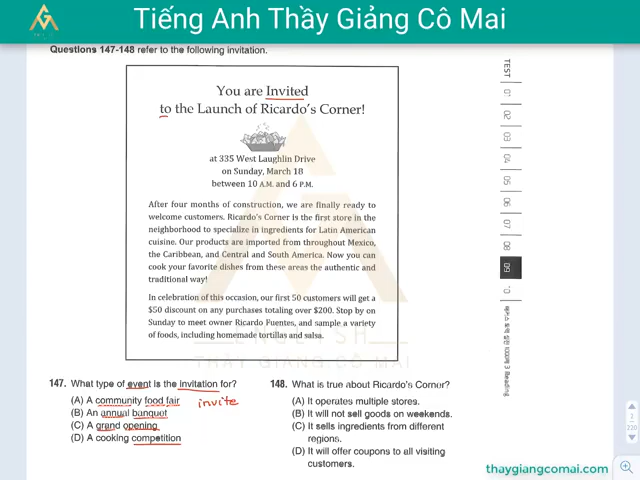 Tiếng Anh Thầy Giảng Cô Mai
Questions 147-148 refer to the following invitation.
You are Invited
to the Launch of Ricardo's Corner!
at 335 West Laughlin Drive
on Sunday, March 18
between 10 A.M. and 6 P.M.
After four months of construction, we are finally ready to
welcome customers. Ricardo's Corner is the first store in the
neighborhood to specialize in ingredients for Latin American
cuisine. Our products are imported from throughout Mexico,
the Caribbean, and Central and South America. Now you can
cook your favorite dishes from these areas the authentic and
traditional way!
In celebration of this occasion, our first 50 customers will get a
$50 discount on any purchases totaling over $200. Stop by on
Sunday to meet owner Ricardo Fuentes, and sample a variety
of foods, including homemade tortillas and salsa.
THẦY GIẢNG CÔ MAI
147. What type of event is the invitation for?
(A) A community food fair
(B) An annual banquet
(C) A grand opening
(D) A cooking competition
invite
148. What is true about Ricardo's Corner?
(A) It operates multiple stores.
(B) It will not sell goods on weekends.
(C) It sells ingredients from different
regions.
(D) It will offer coupons to all visiting
customers.
TEST
01
02
03
04
05
06
07
08
09
10
2
220
thaygiangcomai.com